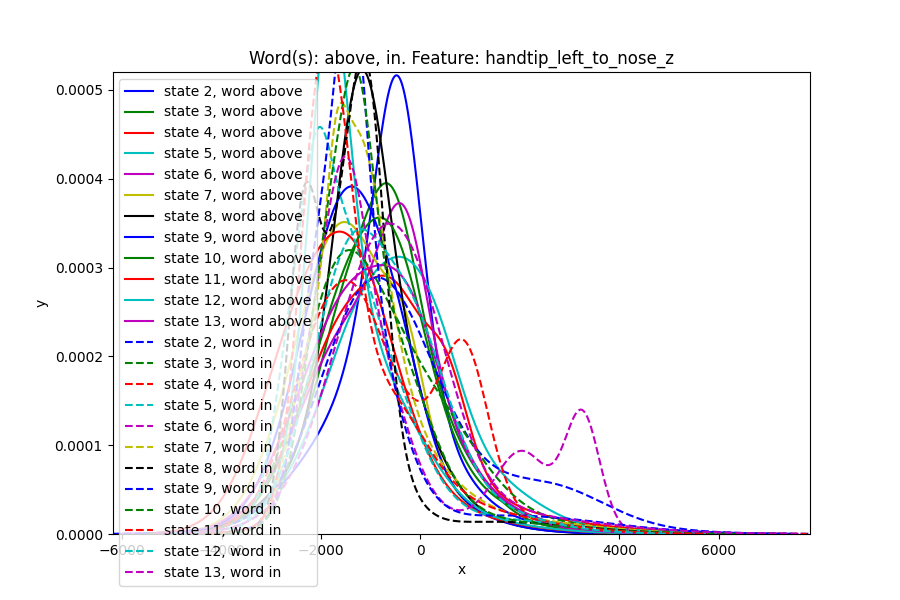 Word(s): above, in. Feature: handtip_left_to_nose_z
y
0.0005
0.0004
0.0003
0.0002
0.0001
0.0000
state 2, word above
state 3, word above
state 4, word above
state 5, word above
state 6, word above
state 7, word above
state 8, word above
state 9, word above
state 10, word above
state 11, word above
state 12, word above
state 13, word above
state 2, word in
state 3, word in
state 4, word in
state 5, word in
state 6, word in
state 7, word in
state 8, word in
state 9, word in
state 10, word in
state 11, word in
state 12, word in
state 13, word in
−6000 −4000 −2000 0 2000 4000 6000
x